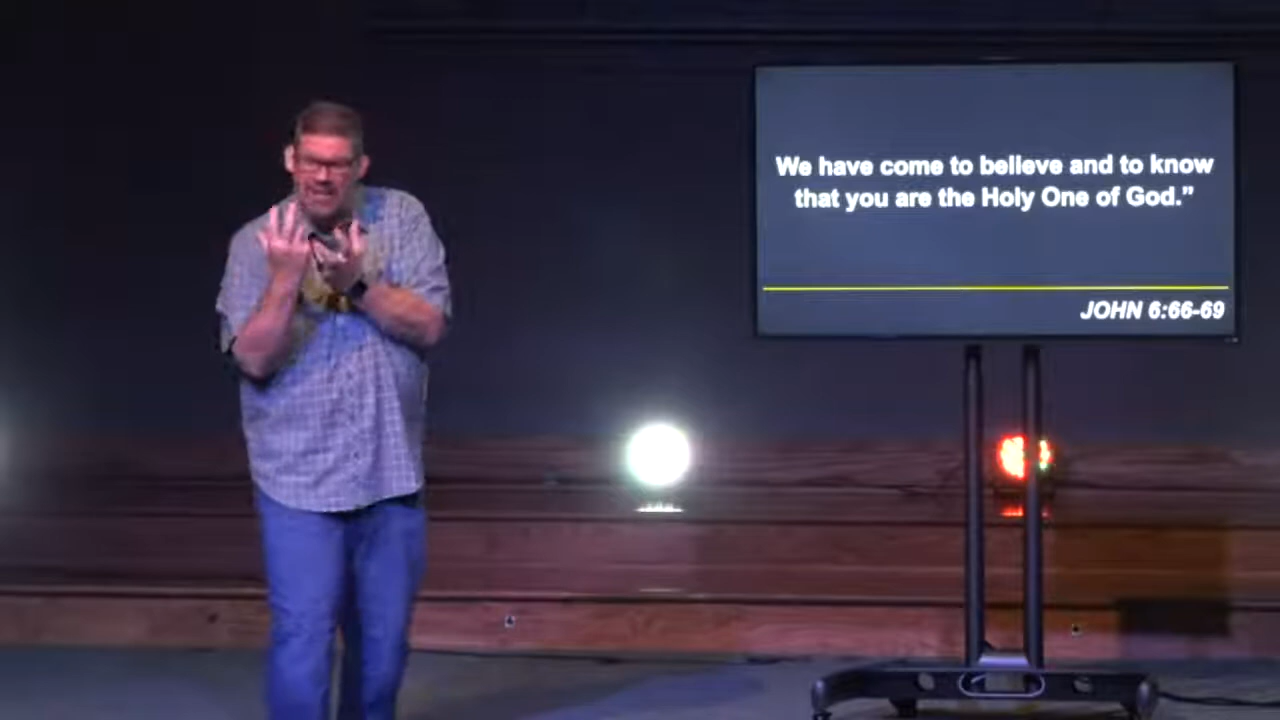 We have come to believe and to know
that you are the Holy One of God.”
JOHN 6:66-69